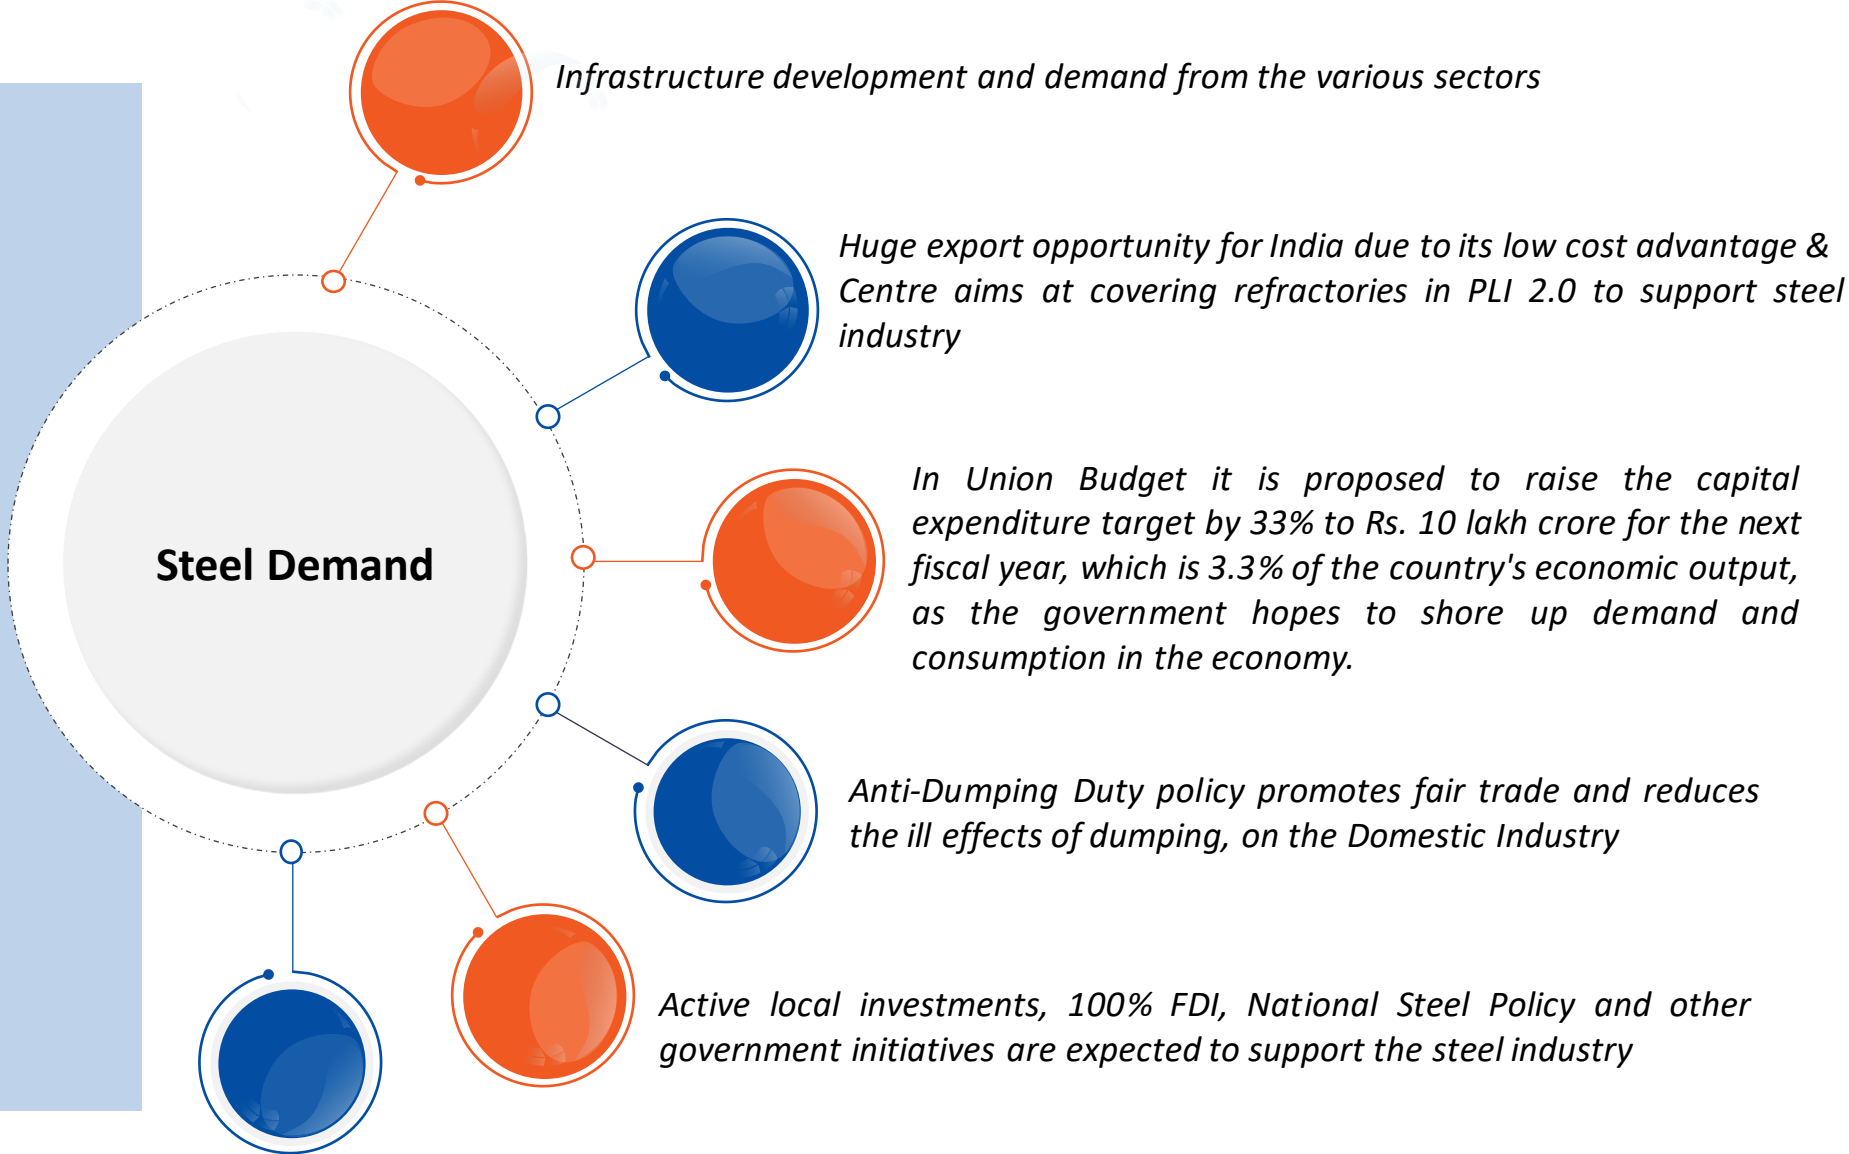 Infrastructure development and demand from the various sectors
Huge export opportunity for India due to its low cost advantage &
Centre aims at covering refractories in PLI 2.0 to support steel
industry
In Union Budget it is proposed to raise the capital
expenditure target by 33% to Rs. 10 lakh crore for the next
fiscal year, which is 3.3% of the country's economic output,
as the government hopes to shore up demand and
consumption in the economy.
Steel Demand
Anti-Dumping Duty policy promotes fair trade and reduces
the ill effects of dumping, on the Domestic Industry
Active local investments, 100% FDI, National Steel Policy and other
government initiatives are expected to support the steel industry